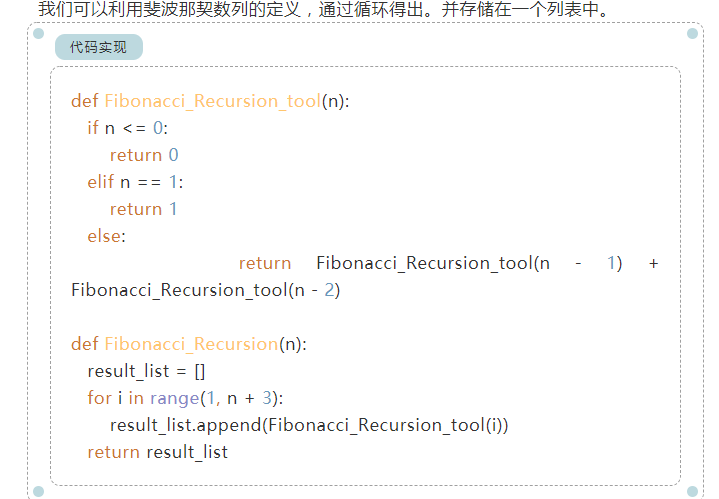 我们可以利用斐波那契数列的定义，通过循环得出。并存储在一个列表中。
代码实现
def Fibonacci_Recursion_tool(n):
if n <= 0:
return 0
elif n == 1:
return 1
else:
return Fibonacci_Recursion_tool(n - 1) +
Fibonacci_Recursion_tool(n - 2)
def Fibonacci_Recursion(n):
result_list = []
for i in range(1, n + 3):
result_list.append(Fibonacci_Recursion_tool(i))
return result_list